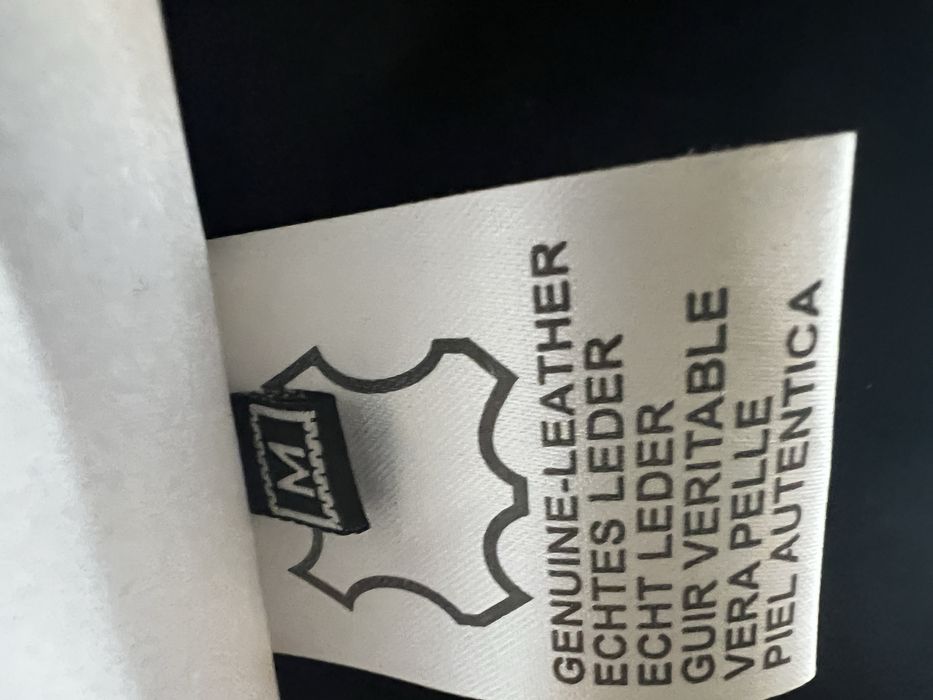 M
GENUINE-LEATHER
ECHTES LEDER
ECHT LEDER
GUIR VERITABLE
VERA PELLE
PIEL AUTENTICA